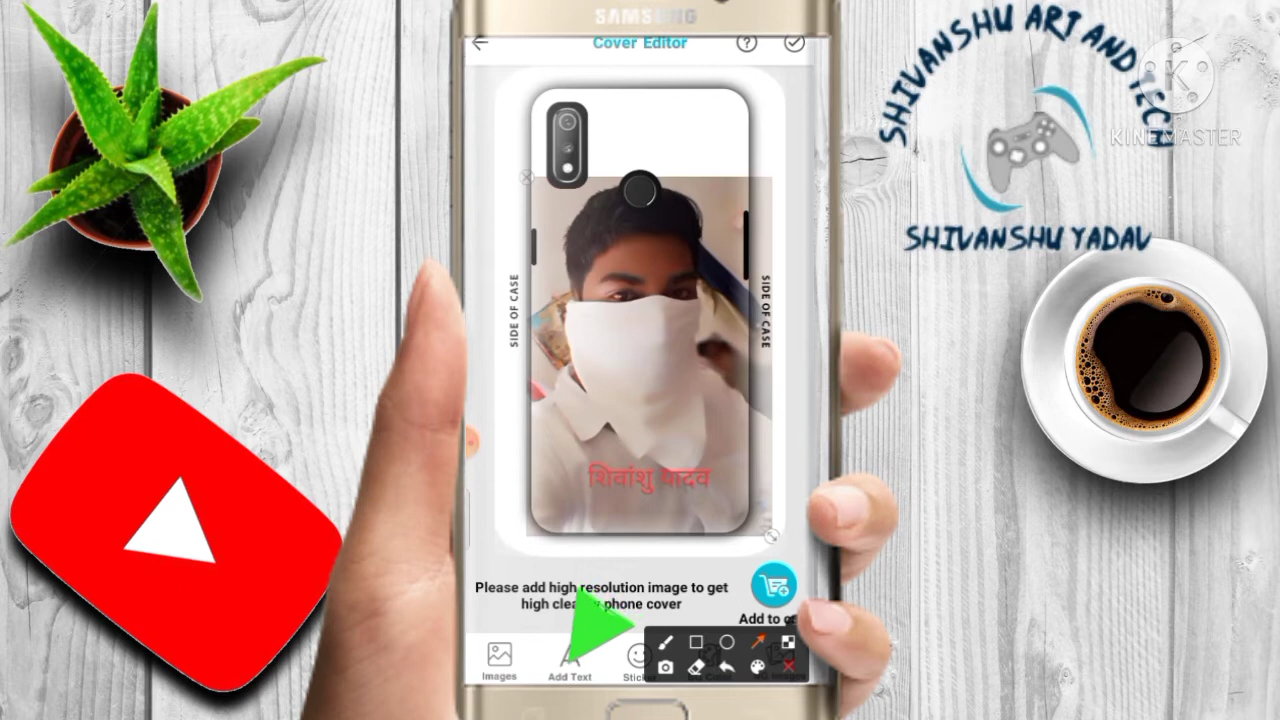 SAMSUNG
Cover Editor
SHIVANSHU ART AND TECH
KINEMASTER
SHIVANSHU YADAV
SIDE OF CASE
SIDE OF CASE
शिवांशु यादव
Please add high resolution image to get
high phone cover
Add to
Images
Add Text